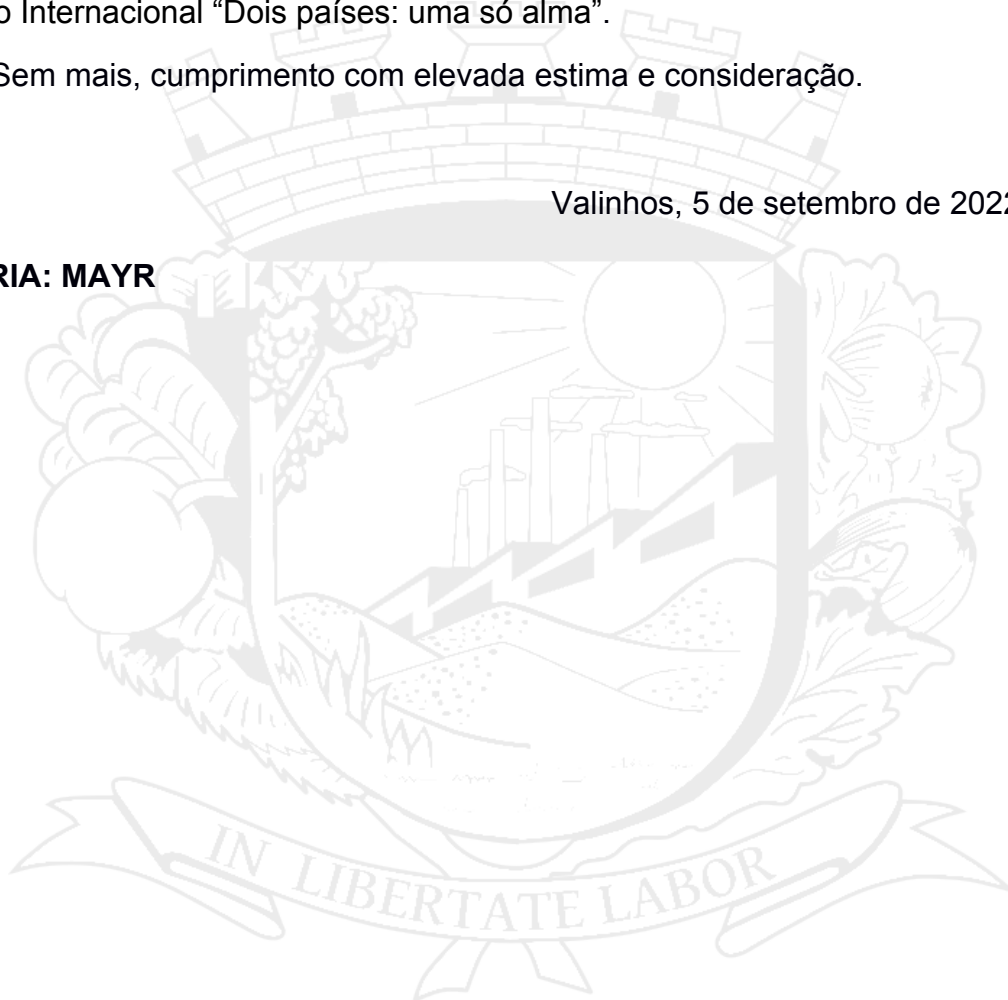 o Internacional “Dois países: uma só alma”.
Sem mais, cumprimento com elevada estima e consideração.
Valinhos, 5 de setembro de 2022
RIA: MAYR
IN LIBERTATE LABOR